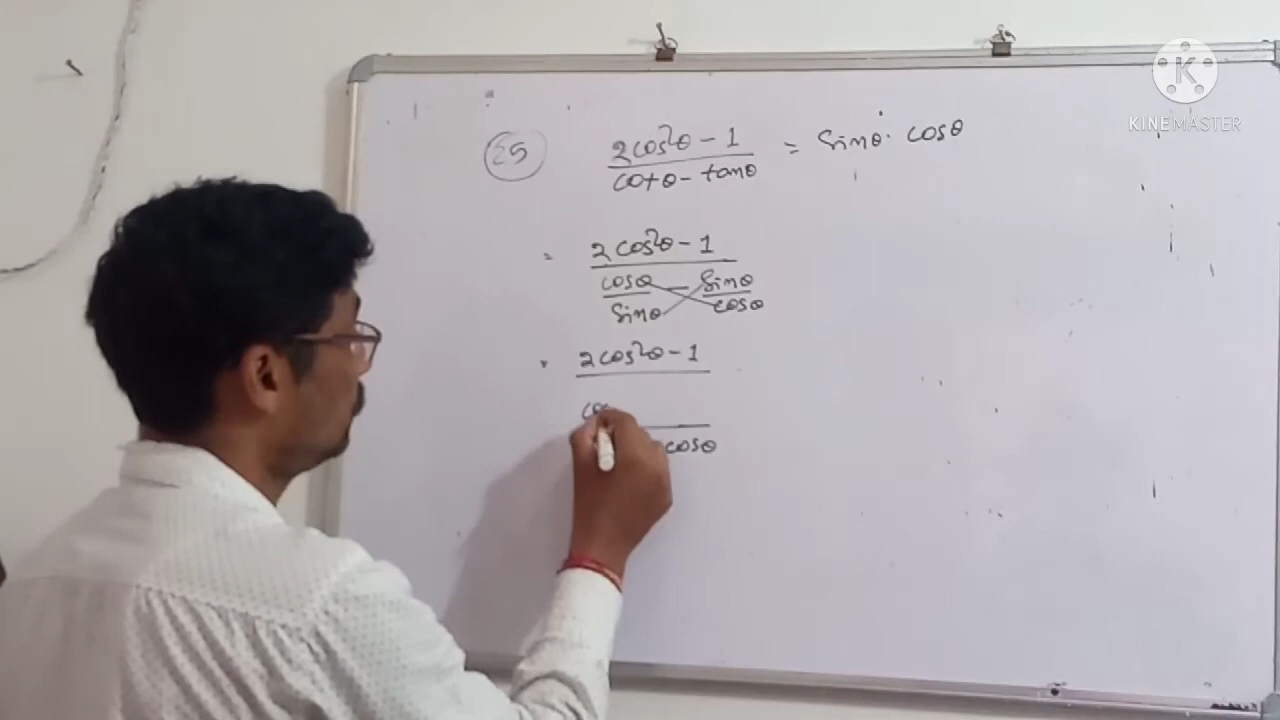 KINEMASTER
25 (2cos²θ - 1)/(cotθ - tanθ) = sinθ · cosθ
= (2cos²θ - 1)/(cosθ/sinθ - sinθ/cosθ)
= 2cos²θ - 1
cosθ